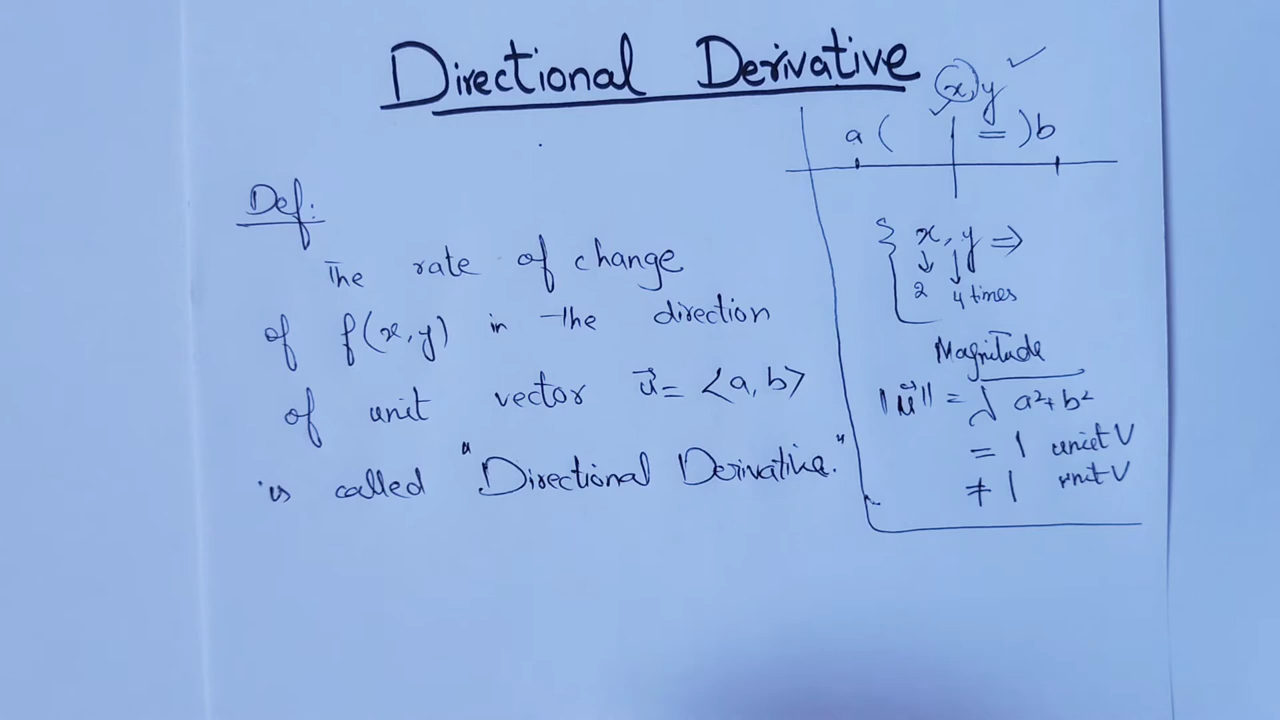 Directional Derivative
x, y ✓
a ( = ) b
Def:
The rate of change
of f(x, y) in the direction
of unit vector u⃗ = <a, b>
is called "Directional Derivative."
x, y ⇒
↓ ↓
2 4 times
Magnitude
||u⃗|| = √a²+b²
= 1 uniet V
≠ 1 unit V